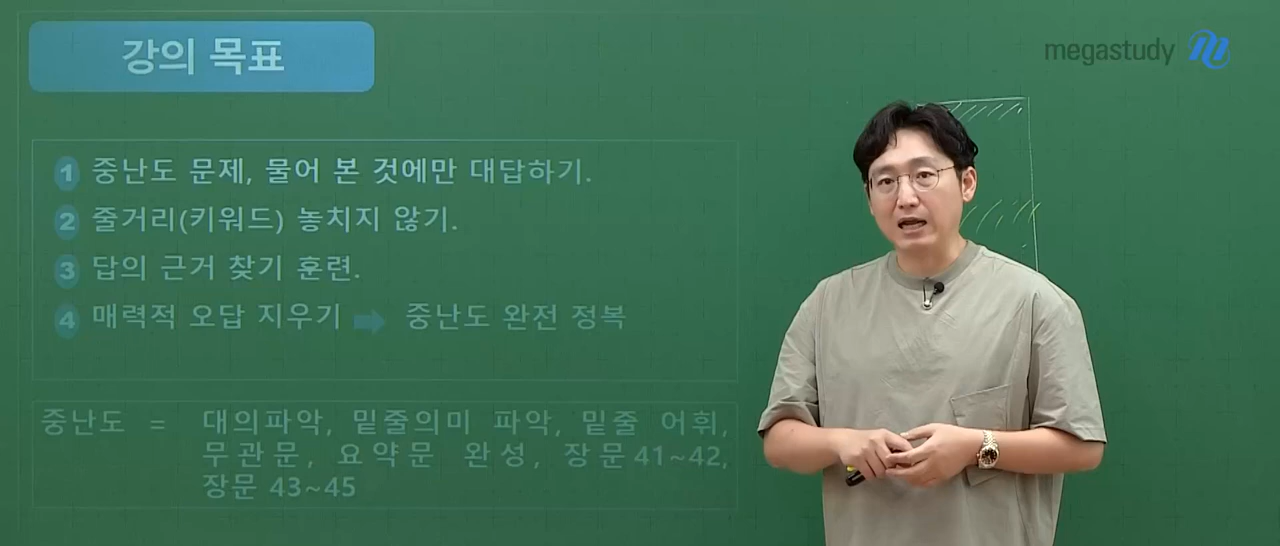 강의 목표
megastudy
1 중난도 문제, 물어 본 것에만 대답하기.
2 줄거리(키워드) 놓치지 않기.
3 답의 근거 찾기 훈련.
4 매력적 오답 지우기 ➡ 중난도 완전 정복
중난도 = 대의파악, 밑줄의미 파악, 밑줄 어휘,
무관문, 요약문 완성, 장문41~42,
장문 43~45